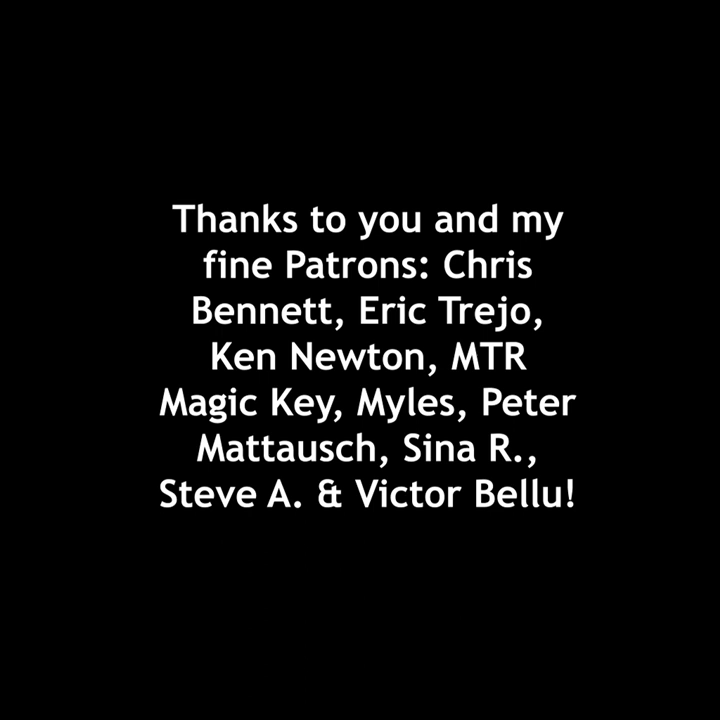 Thanks to you and my
fine Patrons: Chris
Bennett, Eric Trejo,
Ken Newton, MTR
Magic Key, Myles, Peter
Mattausch, Sina R.,
Steve A. & Victor Bellu!